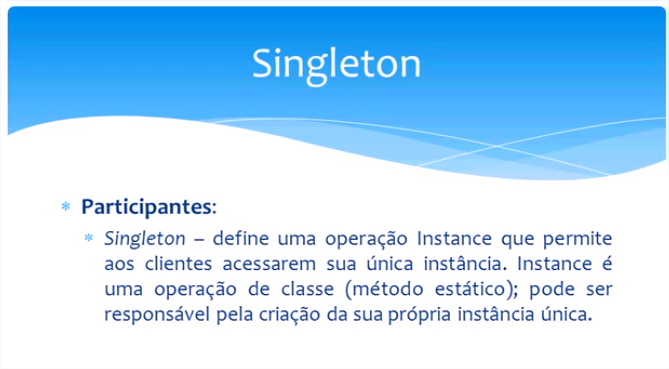 Singleton
* Participantes:
* Singleton – define uma operação Instance que permite
aos clientes acessarem sua única instância. Instance é
uma operação de classe (método estático); pode ser
responsável pela criação da sua própria instância única.